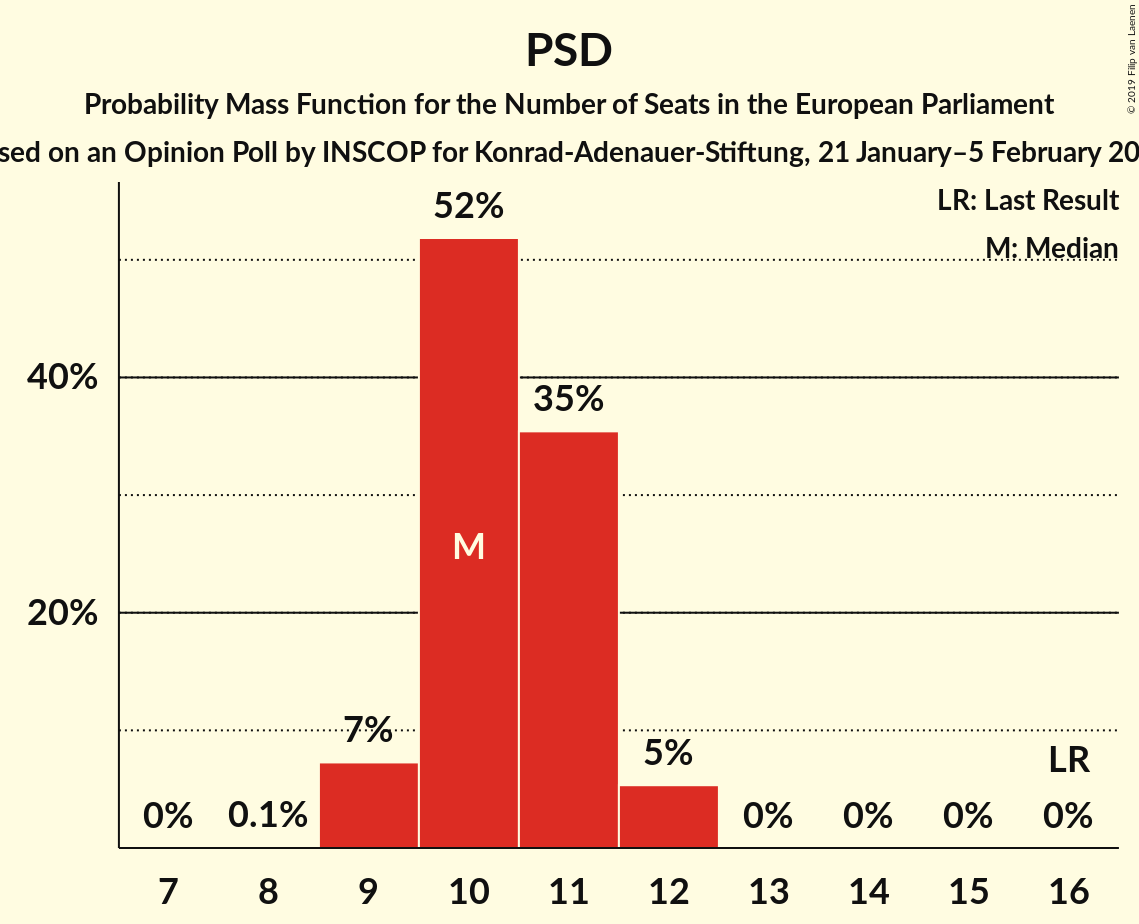 PSD
Probability Mass Function for the Number of Seats in the European Parliament
sed on an Opinion Poll by INSCOP for Konrad-Adenauer-Stiftung, 21 January–5 February 20
© 2019 Filip van Laenen
LR: Last Result
M: Median
52%
40%
35%
M
20%
7%
5%
LR
0% 0.1% 0% 0% 0% 0%
7 8 9 10 11 12 13 14 15 16